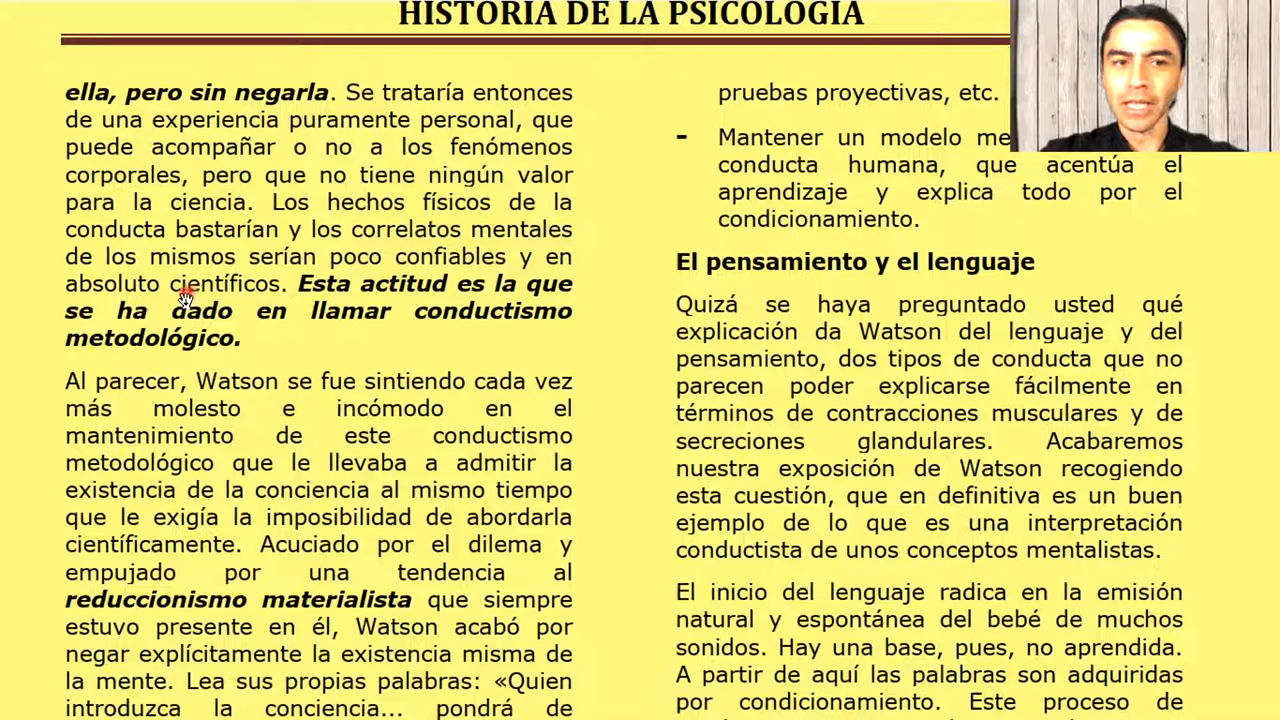 HISTORIA DE LA PSICOLOGÍA
ella, pero sin negarla. Se trataría entonces
de una experiencia puramente personal, que
puede acompañar o no a los fenómenos
corporales, pero que no tiene ningún valor
para la ciencia. Los hechos físicos de la
conducta bastarían y los correlatos mentales
de los mismos serían poco confiables y en
absoluto científicos. Esta actitud es la que
se ha dado en llamar conductismo
metodológico.
Al parecer, Watson se fue sintiendo cada vez
más molesto e incómodo en el
mantenimiento de este conductismo
metodológico que le llevaba a admitir la
existencia de la conciencia al mismo tiempo
que le exigía la imposibilidad de abordarla
científicamente. Acuciado por el dilema y
empujado por una tendencia al
reduccionismo materialista que siempre
estuvo presente en él, Watson acabó por
negar explícitamente la existencia misma de
la mente. Lea sus propias palabras: «Quien
introduzca la conciencia... pondrá de
pruebas proyectivas, etc.
- Mantener un modelo
conducta humana, que acentúa el
aprendizaje y explica todo por el
condicionamiento.
El pensamiento y el lenguaje
Quizá se haya preguntado usted qué
explicación da Watson del lenguaje y del
pensamiento, dos tipos de conducta que no
parecen poder explicarse fácilmente en
términos de contracciones musculares y de
secreciones glandulares. Acabaremos
nuestra exposición de Watson recogiendo
esta cuestión, que en definitiva es un buen
ejemplo de lo que es una interpretación
conductista de unos conceptos mentalistas.
El inicio del lenguaje radica en la emisión
natural y espontánea del bebé de muchos
sonidos. Hay una base, pues, no aprendida.
A partir de aquí las palabras son adquiridas
por condicionamiento. Este proceso de